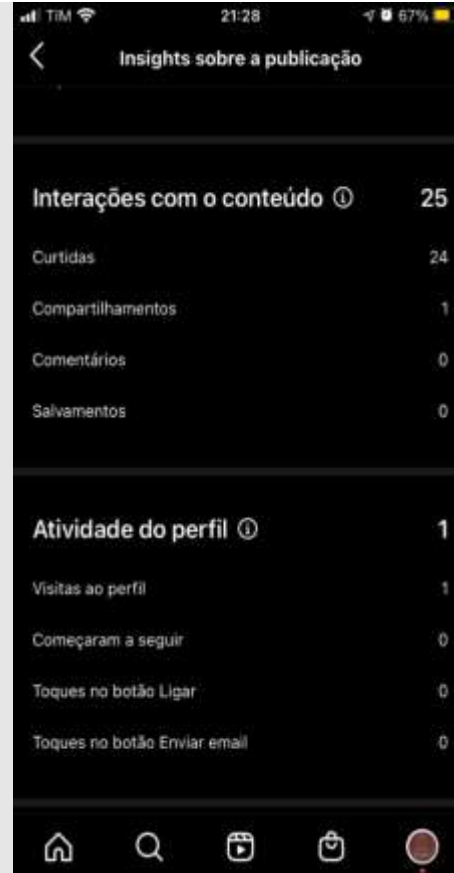 TIM 21:28 67%
Insights sobre a publicação
Interações com o conteúdo 25
Curtidas 24
Compartilhamentos 1
Comentários 0
Salvamentos 0
Atividade do perfil 1
Visitas ao perfil 1
Começaram a seguir 0
Toques no botão Ligar 0
Toques no botão Enviar email 0